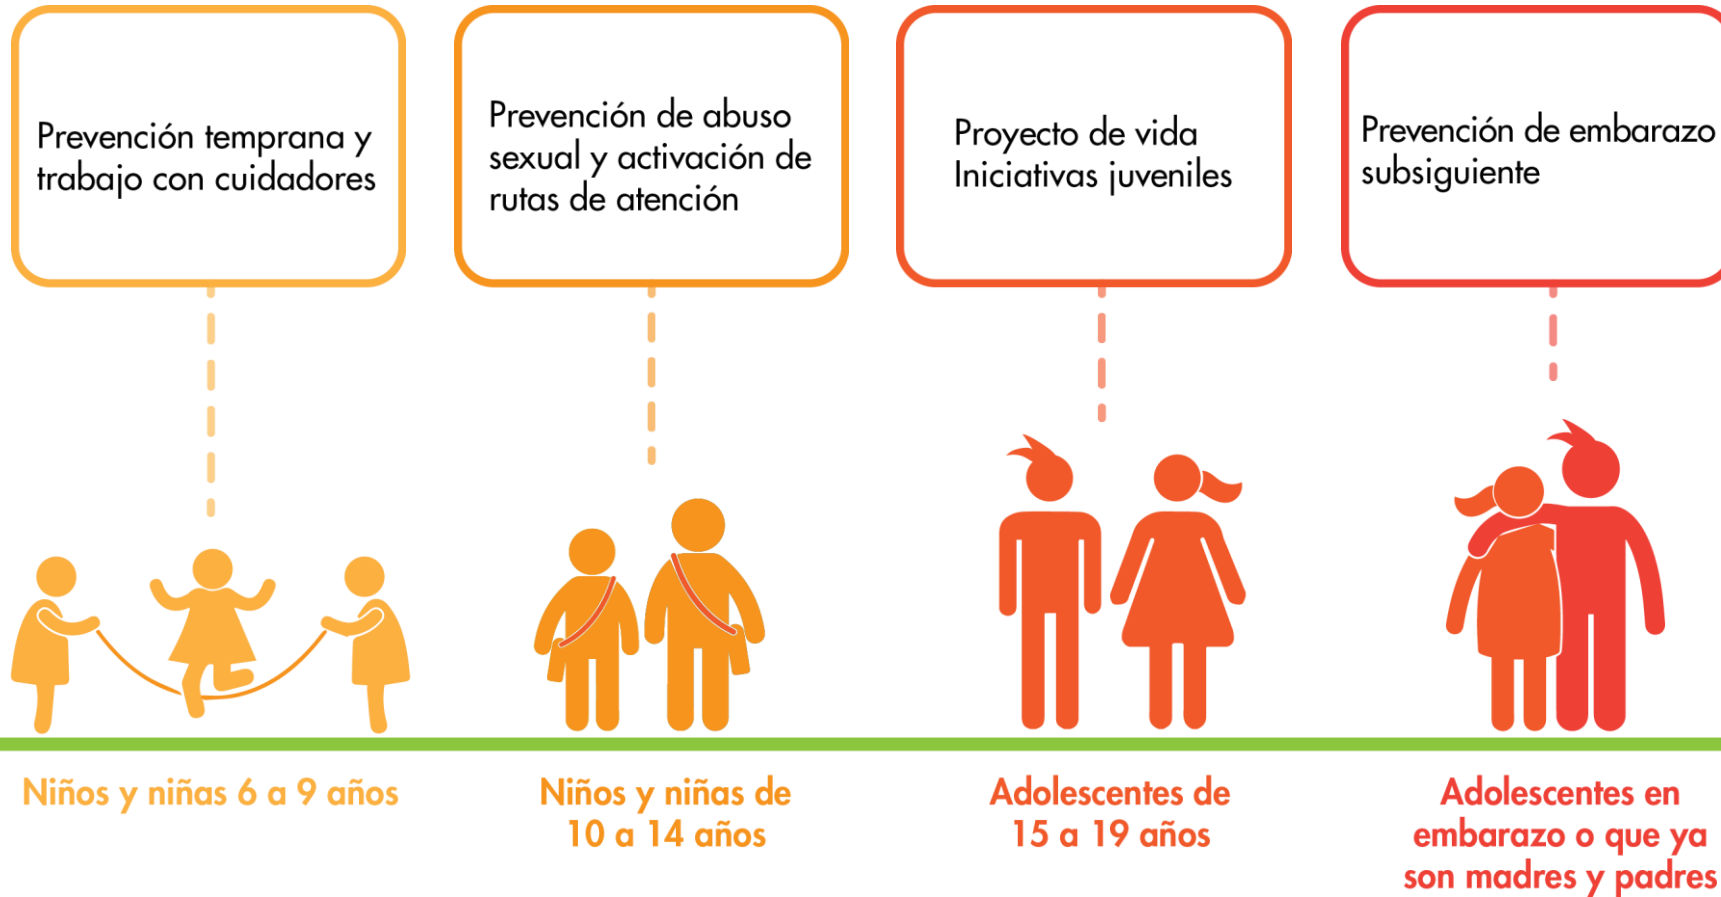 Prevención temprana y
trabajo con cuidadores
Prevención de abuso
sexual y activación de
rutas de atención
Proyecto de vida
Iniciativas juveniles
Prevención de embarazo
subsiguiente
Niños y niñas 6 a 9 años
Niños y niñas de
10 a 14 años
Adolescentes de
15 a 19 años
Adolescentes en
embarazo o que ya
son madres y padres